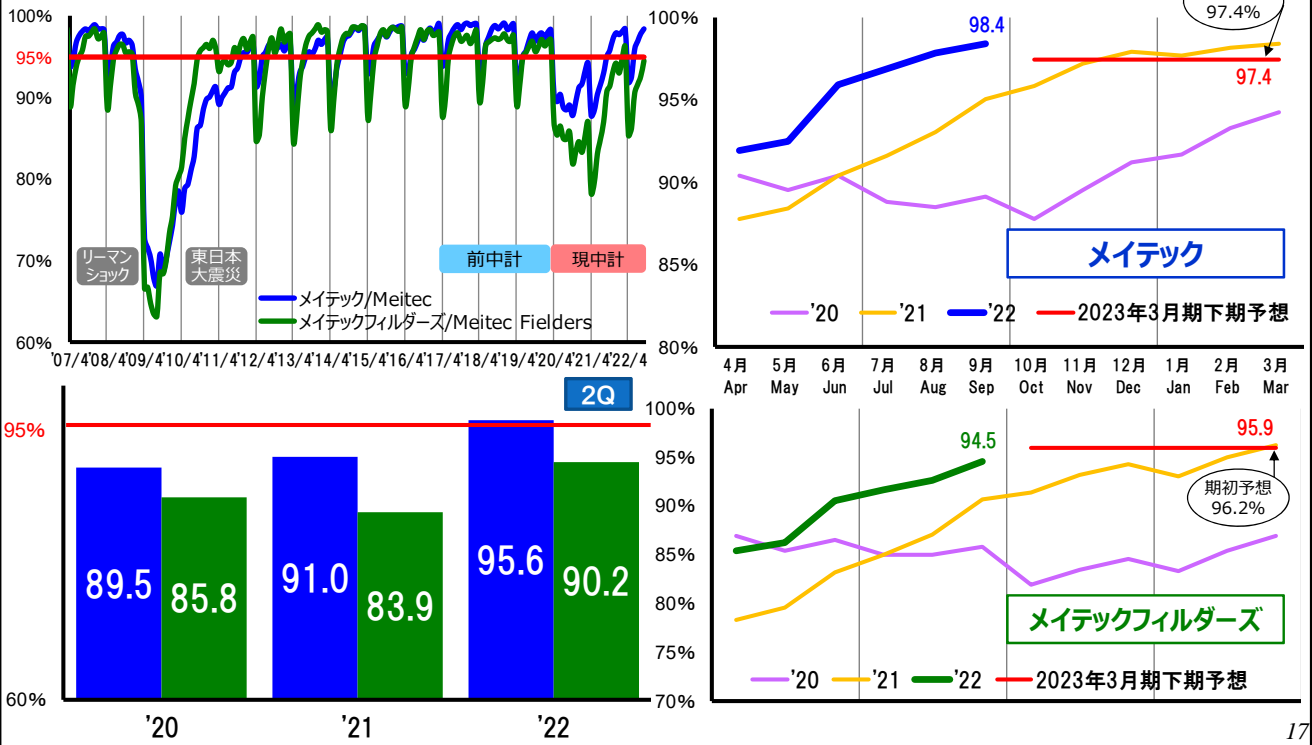 100%
95%
90%
80%
70%
60%
リーマン
ショック
東日本
大震災
前中計
現中計
メイテック/Meitec
メイテックフィルダーズ/Meitec Fielders
'07/4'08/4'09/4'10/4'11/4'12/4'13/4'14/4'15/4'16/4'17/4'18/4'19/4'20/4'21/4'22/4
97.4%
100%
95%
90%
85%
80%
98.4
97.4
メイテック
'20
'21
'22
2023年3月期下期予想
4月 5月 6月 7月 8月 9月 10月 11月 12月 1月 2月 3月
Apr May Jun Jul Aug Sep Oct Nov Dec Jan Feb Mar
2Q
95%
60%
89.5
85.8
91.0
83.9
95.6
90.2
'20
'21
'22
100%
95%
90%
85%
80%
75%
70%
94.5
95.9
期初予想
96.2%
メイテックフィルダーズ
'20
'21
'22
2023年3月期下期予想
17